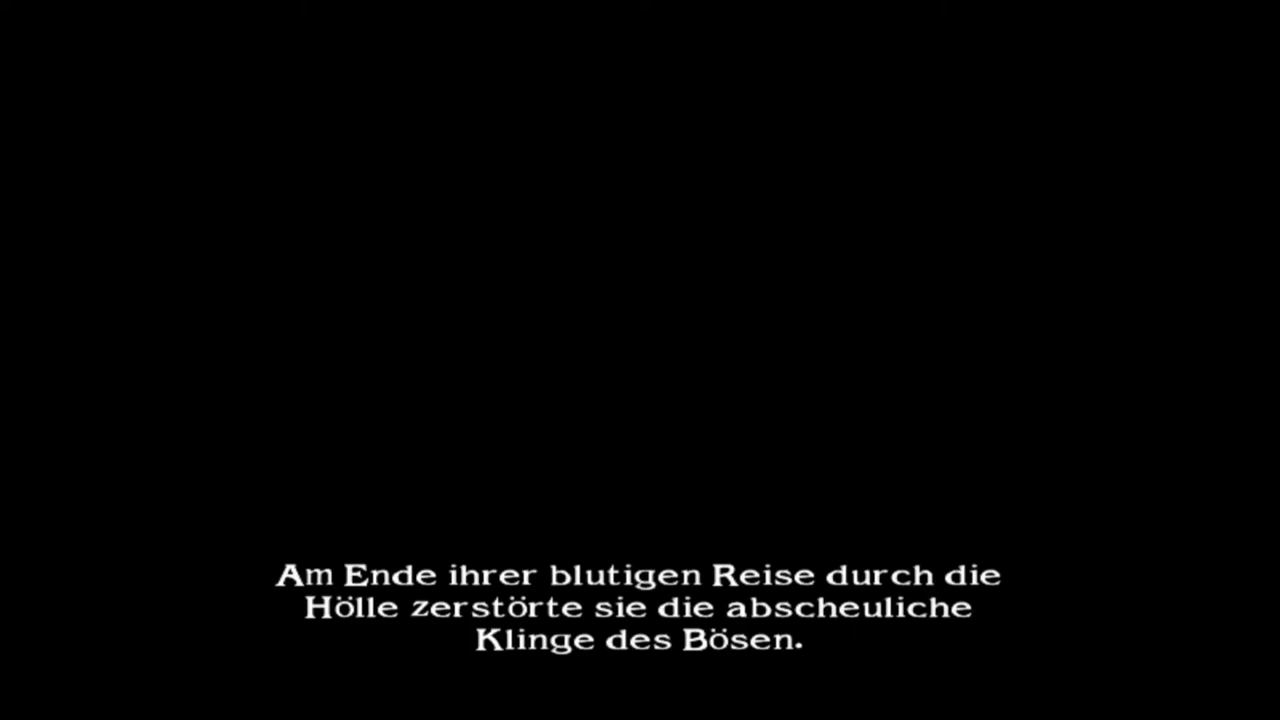 Am Ende ihrer blutigen Reise durch die
Hölle zerstörte sie die abscheuliche
Klinge des Bösen.